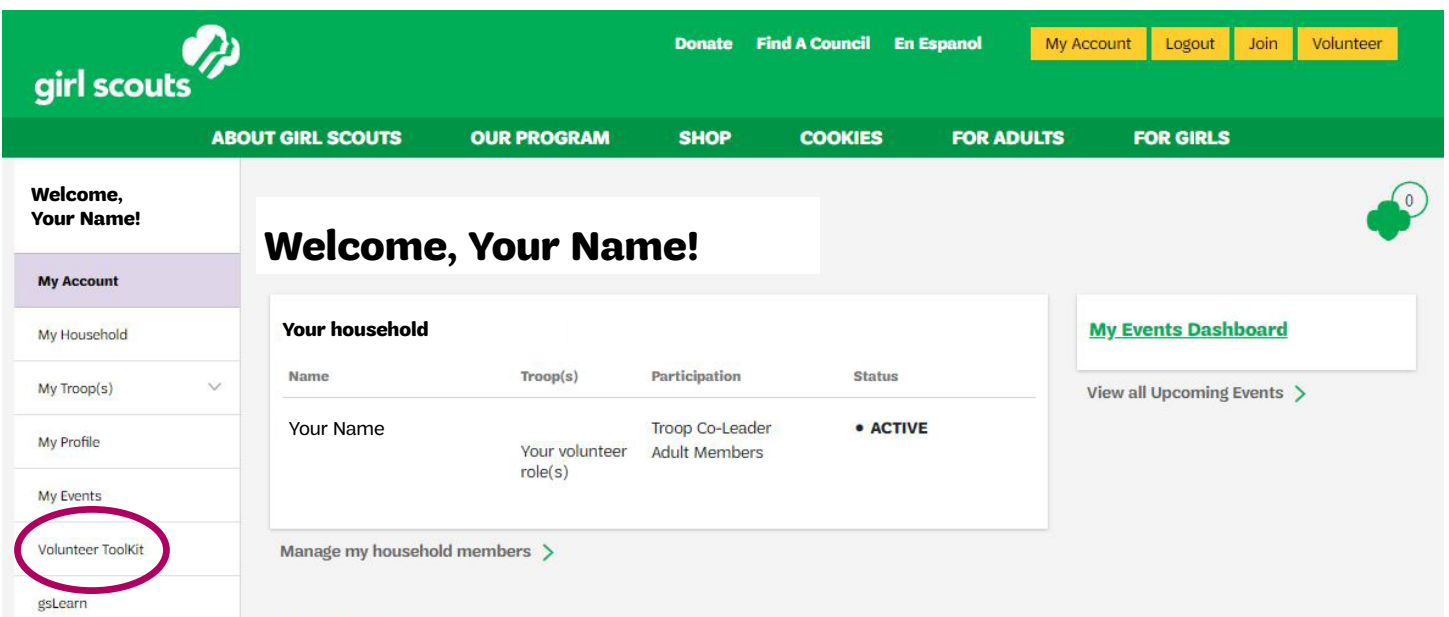 Donate Find A Council En Espanol My Account Logout Join Volunteer
girl scouts
ABOUT GIRL SCOUTS OUR PROGRAM SHOP COOKIES FOR ADULTS FOR GIRLS
Welcome,
Your Name!
My Account
My Household
My Troop(s)
My Profile
My Events
Volunteer ToolKit
gsLearn
Welcome, Your Name!
Your household
Name Troop(s) Participation Status
Your Name
Your volunteer
role(s)
Troop Co-Leader
Adult Members
• ACTIVE
Manage my household members
0
My Events Dashboard
View all Upcoming Events